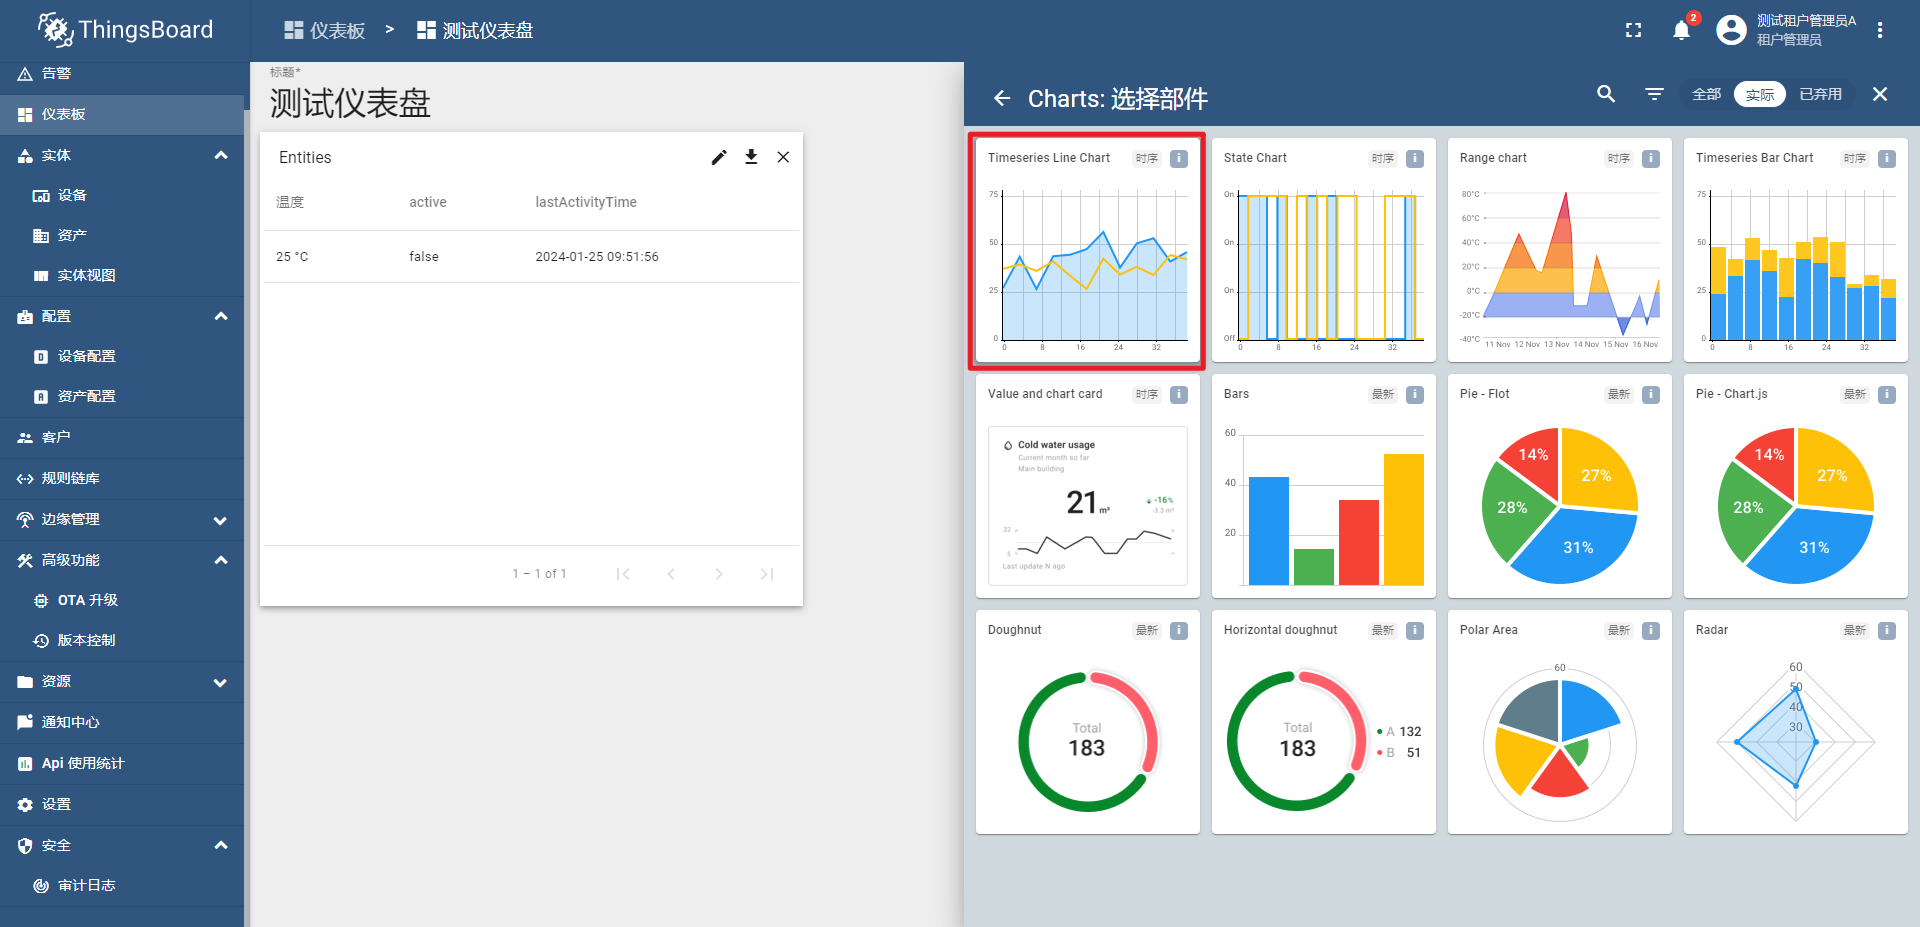 ThingsBoard
仪表板 > 测试仪表盘
2
测试租户管理员A
租户管理员
告警
仪表板
实体
设备
资产
实体视图
配置
D 设备配置
A 资产配置
客户
规则链库
边缘管理
高级功能
OTA 升级
版本控制
资源
通知中心
Api 使用统计
设置
安全
审计日志
标题*
测试仪表盘
Entities
温度 active lastActivityTime
25 °C false 2024-01-25 09:51:56
1 – 1 of 1
Charts: 选择部件
全部 实际 已弃用
Timeseries Line Chart 时序 i
75
50
25
0
0 8 16 24 32
State Chart 时序 i
On
On
On
Off
0 8 16 24 32
Range chart 时序 i
80°C
60°C
40°C
20°C
0°C
-20°C
-40°C
11 Nov 12 Nov 13 Nov 14 Nov 15 Nov 16 Nov
Timeseries Bar Chart 时序 i
75
50
25
0
0 8 16 24 32
Value and chart card 时序 i
Cold water usage
Current month so far
Main building
21 m³
-16%
-3.3 m³
32
5
Last update N ago
Bars 最新 i
60
40
20
Pie - Flot 最新 i
14%
27%
28%
31%
Pie - Chart.js 最新 i
14%
27%
28%
31%
Doughnut 最新 i
Total
183
Horizontal doughnut 最新 i
Total
183
A 132
B 51
Polar Area 最新 i
60
Radar 最新 i
60
50
40
30